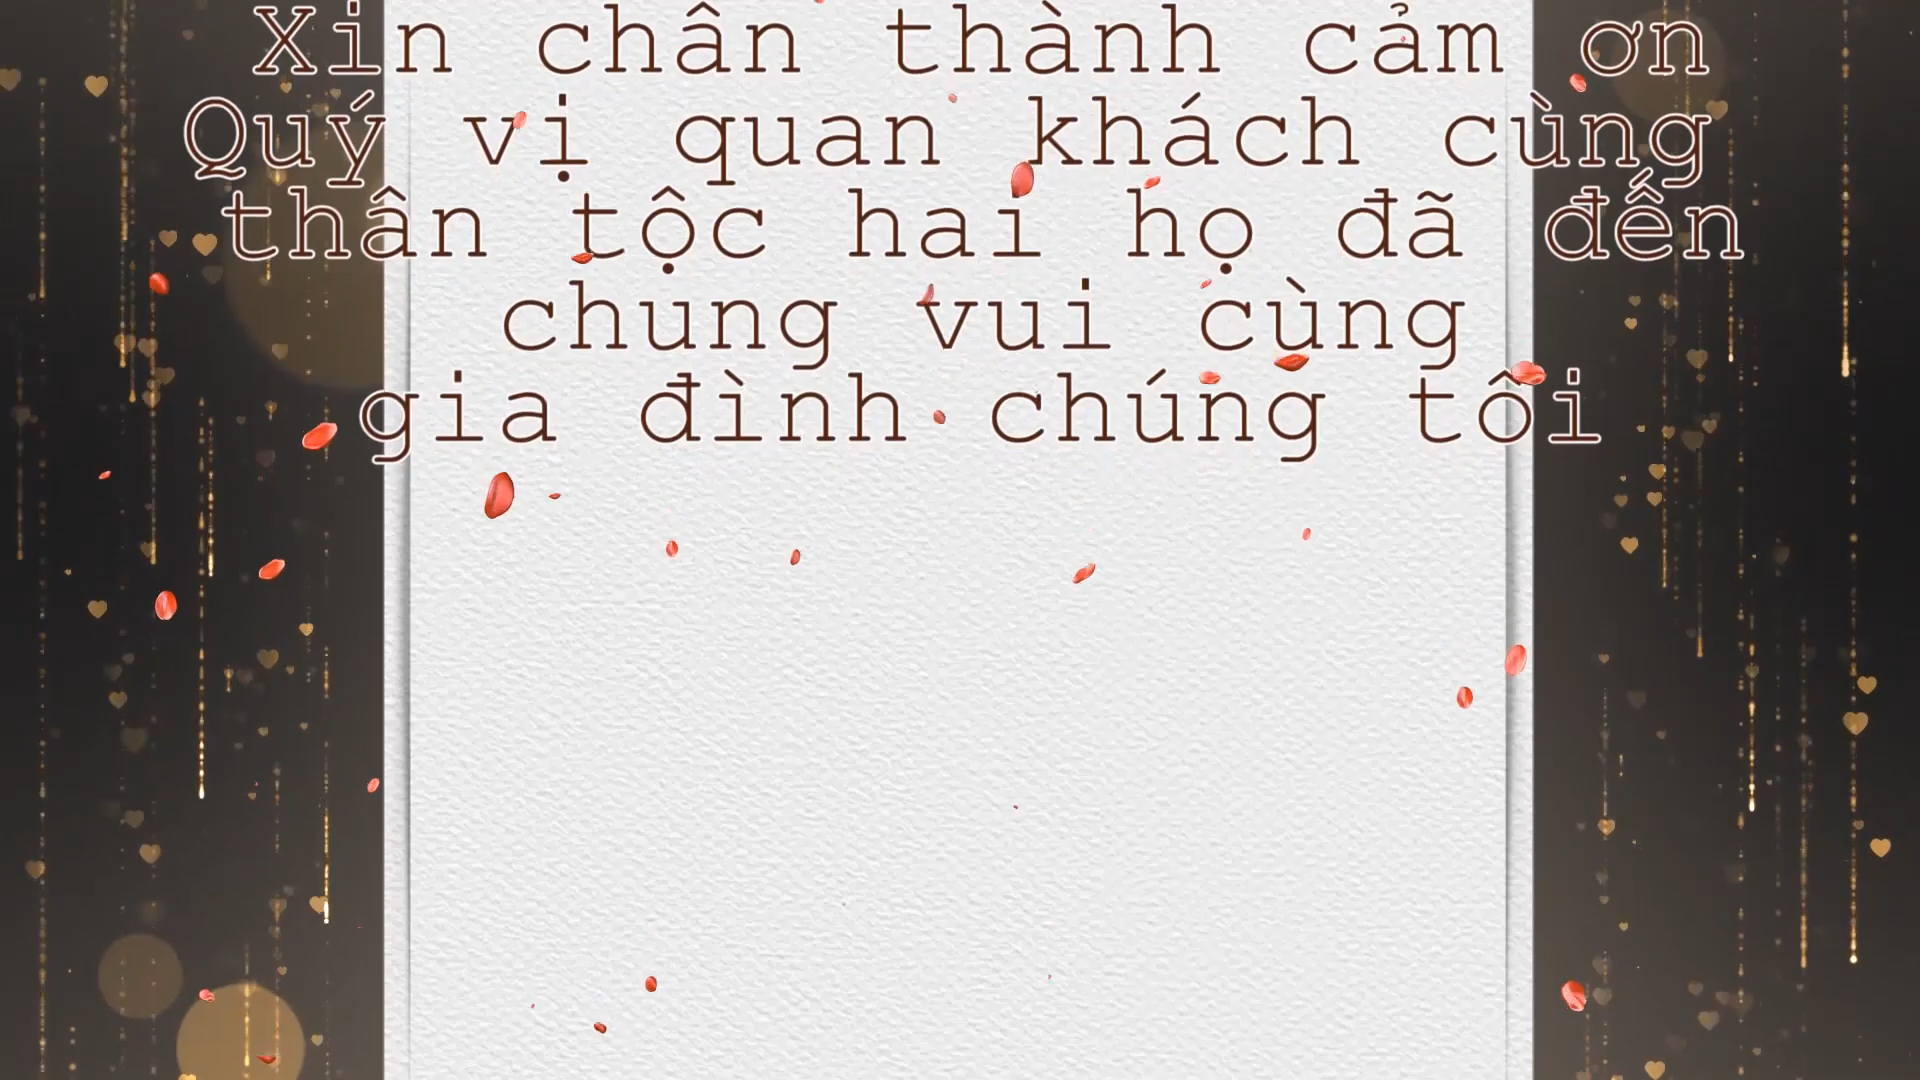 Xin chân thành cảm ơn
Quý vị quan khách cùng
thân tộc hai họ đã đến
chung vui cùng
gia đình chúng tôi